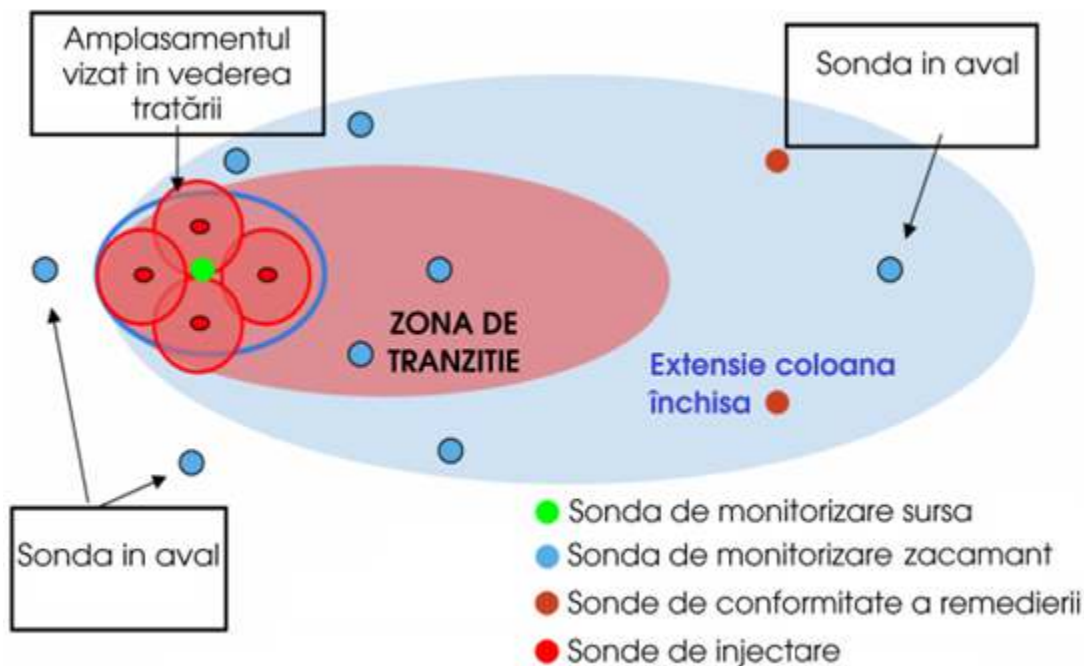 Amplasamentul
vizat in vederea
tratării
Sonda in aval
ZONA DE
TRANZITIE
Extensie coloana
închisa
Sonda in aval
Sonda de monitorizare sursa
Sonda de monitorizare zacamant
Sonde de conformitate a remedierii
Sonde de injectare